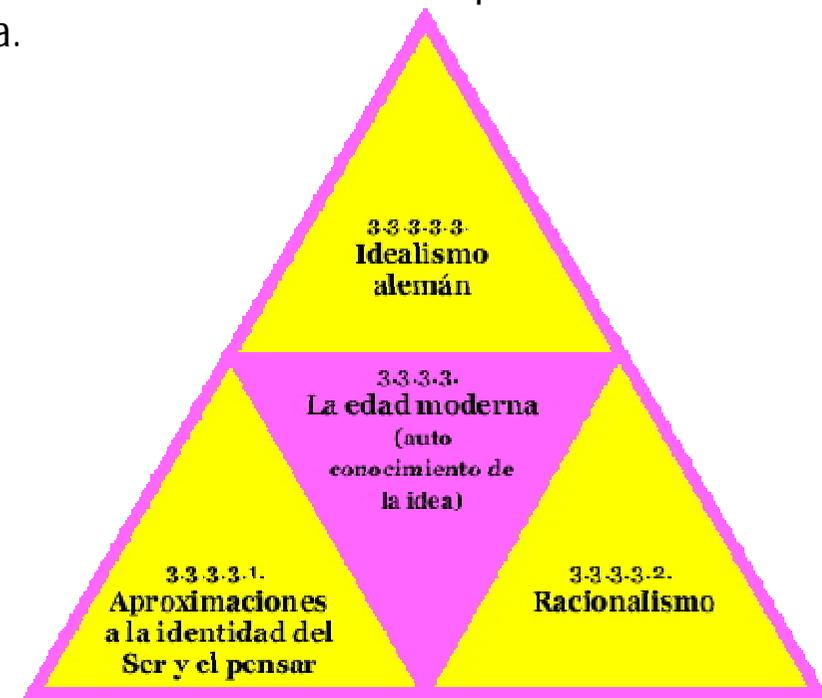 a.
3.3.3.3.3.
Idealismo
alemán
3.3.3.3.
La edad moderna
(auto
conocimiento de
la idea)
3.3.3.3.1.
Aproximaciones
a la identidad del
Ser y el pensar
3.3.3.3.2.
Racionalismo